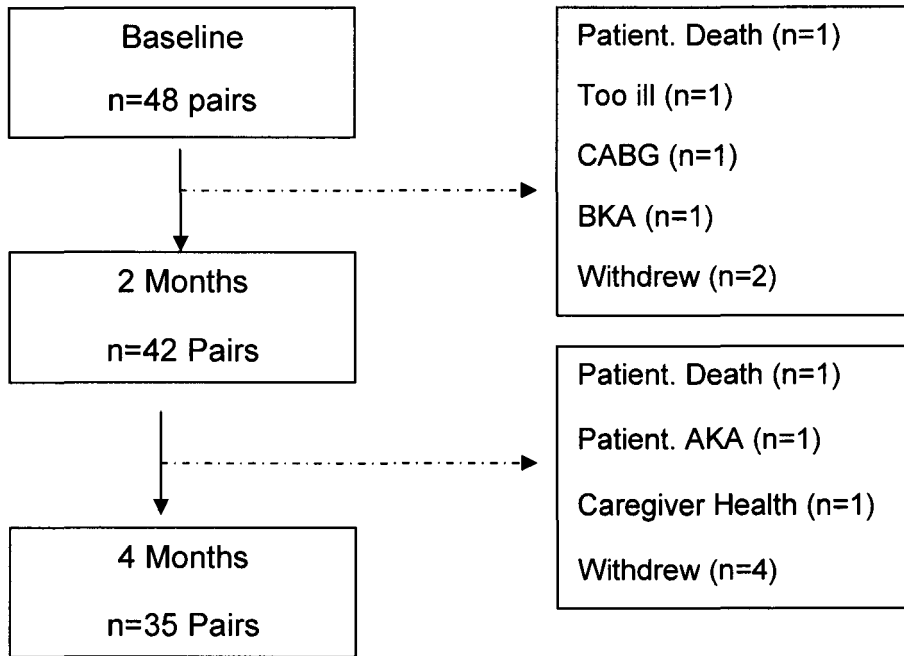 Baseline
n=48 pairs
Patient. Death (n=1)
Too ill (n=1)
CABG (n=1)
BKA (n=1)
Withdrew (n=2)
2 Months
n=42 Pairs
Patient. Death (n=1)
Patient. AKA (n=1)
Caregiver Health (n=1)
Withdrew (n=4)
4 Months
n=35 Pairs